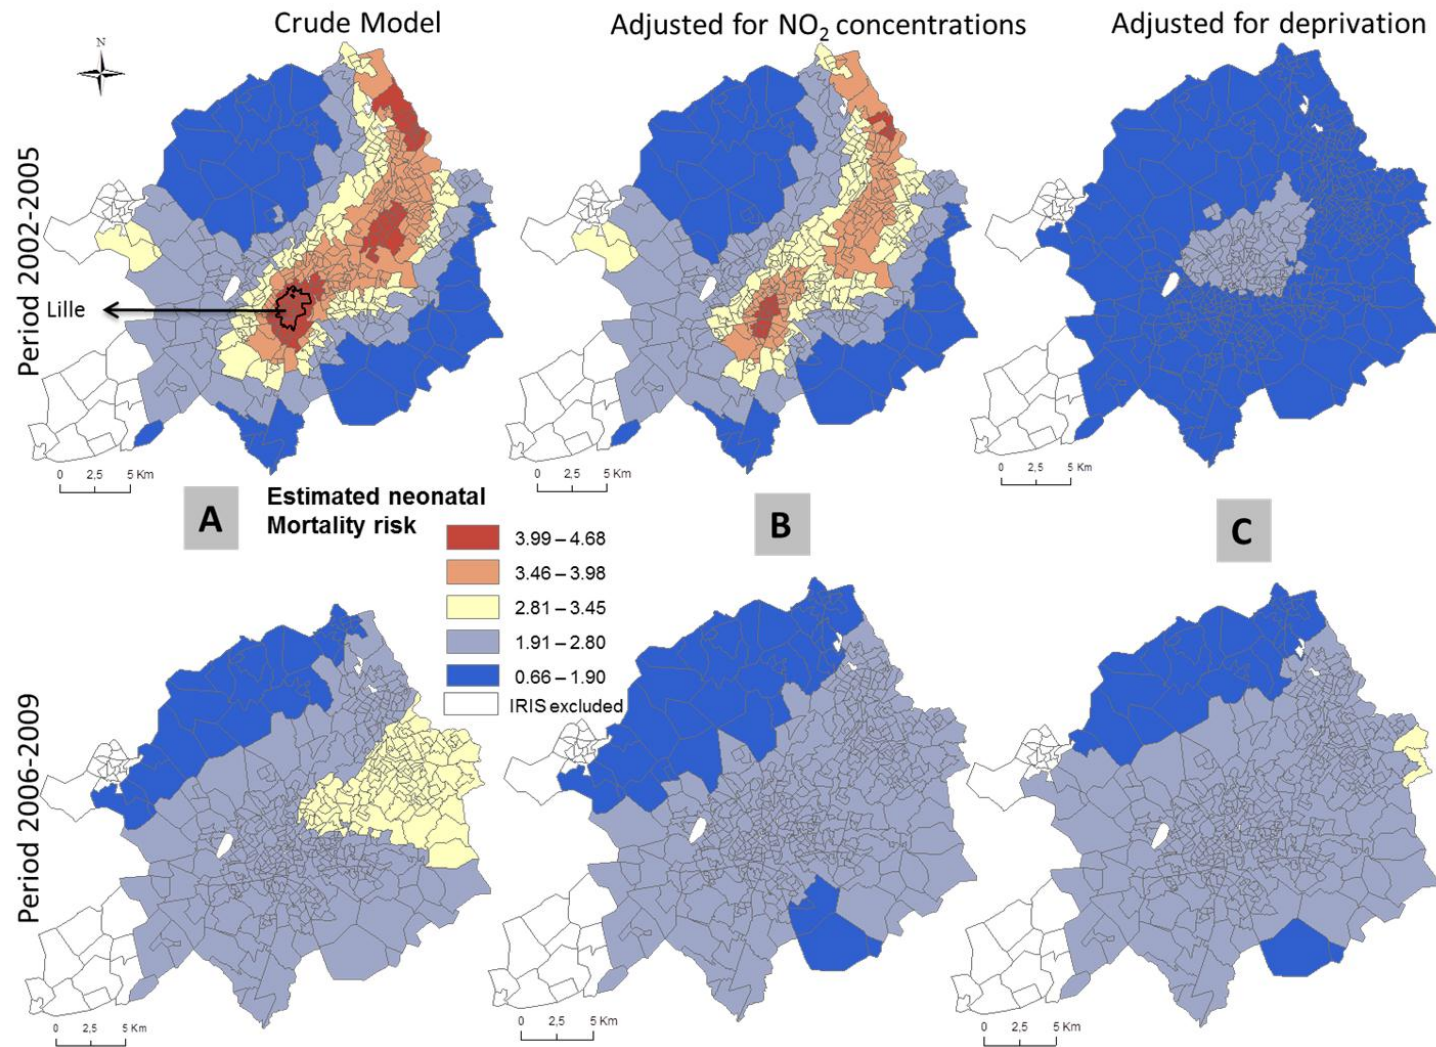 Crude Model
Adjusted for NO₂ concentrations
Adjusted for deprivation
N
Period 2002-2005
Lille
0 2,5 5 Km
0 2,5 5 Km
0 2,5 5 Km
A
Estimated neonatal
Mortality risk
B
C
3.99 – 4.68
3.46 – 3.98
2.81 – 3.45
1.91 – 2.80
0.66 – 1.90
IRIS excluded
Period 2006-2009
0 2,5 5 Km
0 2,5 5 Km
0 2,5 5 Km